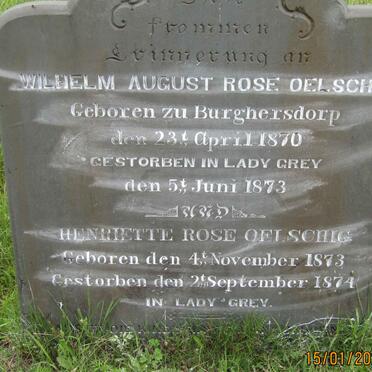 Der
frommen
Erinnerung an
WILHELM AUGUST ROSE OELSCH
Geboren zu Burghersdorp
den 23t April 1870
GESTORBEN IN LADY GREY
den 5t Juni 1873
UND
HENRIETTE ROSE OELSCHIG
Geboren den 4t November 1873
Gestorben den 2t September 1874
IN LADY GREY.
15/01/20